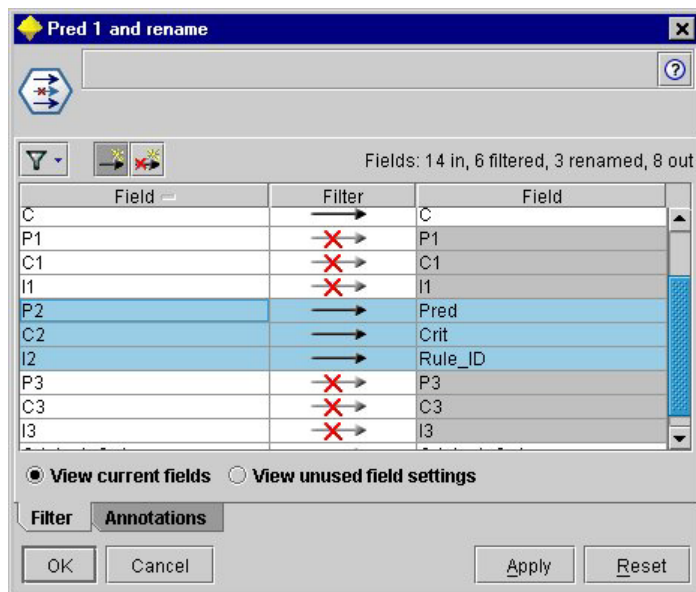 Pred 1 and rename
Fields: 14 in, 6 filtered, 3 renamed, 8 out
Field Filter Field
C C
P1 P1
C1 C1
I1 I1
P2 Pred
C2 Crit
I2 Rule_ID
P3 P3
C3 C3
I3 I3
View current fields View unused field settings
Filter Annotations
OK Cancel Apply Reset